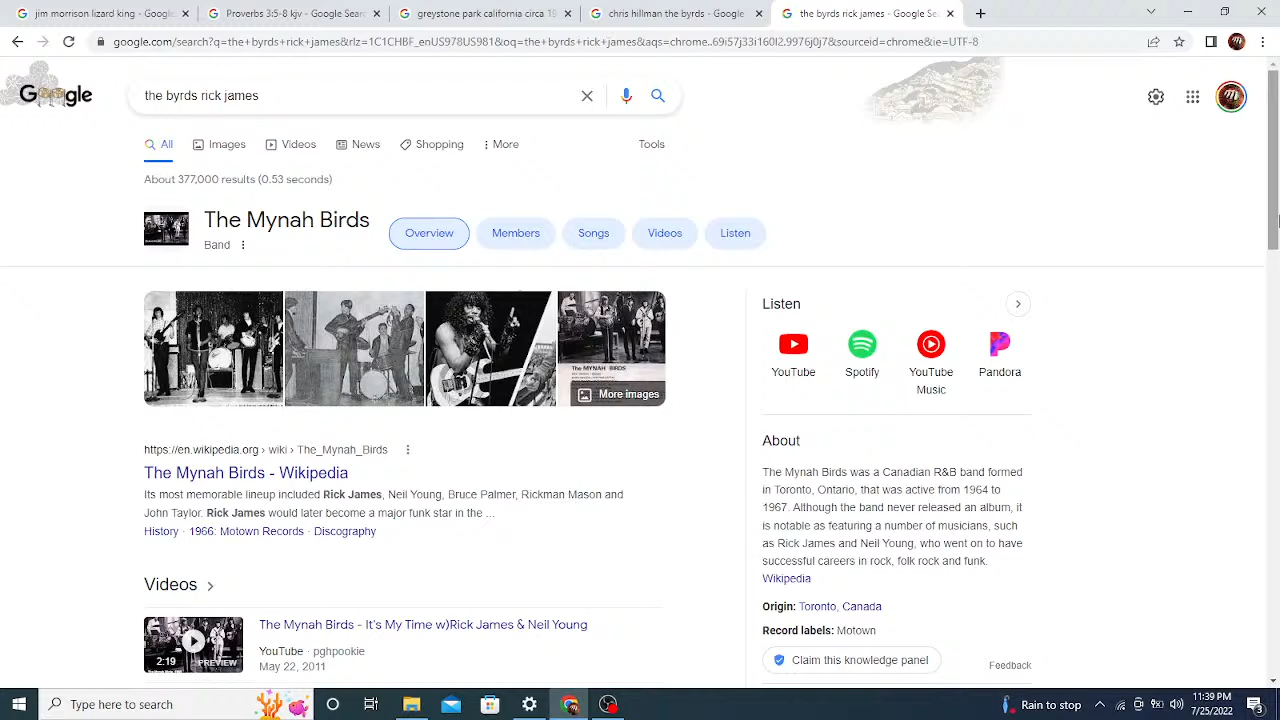 jim morrison lizard king - Google
Proverbs 3:5-8 kjv - Google Sear
greystone park california circa 19
chris hillman the byrds - Google
the byrds rick james - Google Se
google.com/search?q=the+byrds+rick+james&rlz=1C1CHBF_enUS978US981&oq=the+byrds+rick+james&aqs=chrome..69i57j33i160l2.9976j0j7&sourceid=chrome&ie=UTF-8
Google
the byrds rick james
All
Images
Videos
News
Shopping
More
Tools
About 377,000 results (0.53 seconds)
The Mynah Birds
Band
Overview
Members
Songs
Videos
Listen
More images
https://en.wikipedia.org › wiki › The_Mynah_Birds
The Mynah Birds - Wikipedia
Its most memorable lineup included Rick James, Neil Young, Bruce Palmer, Rickman Mason and
John Taylor. Rick James would later become a major funk star in the ...
History · 1966: Motown Records · Discography
Videos
2:19
PREVIEW
The Mynah Birds - It's My Time w)Rick James & Neil Young
YouTube · pghpookie
May 22, 2011
Listen
YouTube
Spotify
YouTube
Music
Pandora
About
The Mynah Birds was a Canadian R&B band formed
in Toronto, Ontario, that was active from 1964 to
1967. Although the band never released an album, it
is notable as featuring a number of musicians, such
as Rick James and Neil Young, who went on to have
successful careers in rock, folk rock and funk.
Wikipedia
Origin: Toronto, Canada
Record labels: Motown
Claim this knowledge panel
Feedback
Type here to search
Rain to stop
11:39 PM
7/25/2022